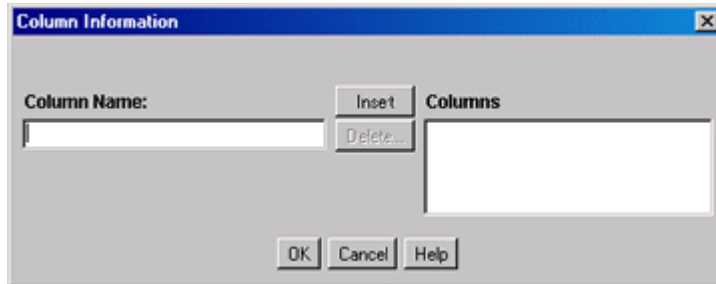 Column Information
Column Name:
Insert
Columns
Delete...
OK
Cancel
Help